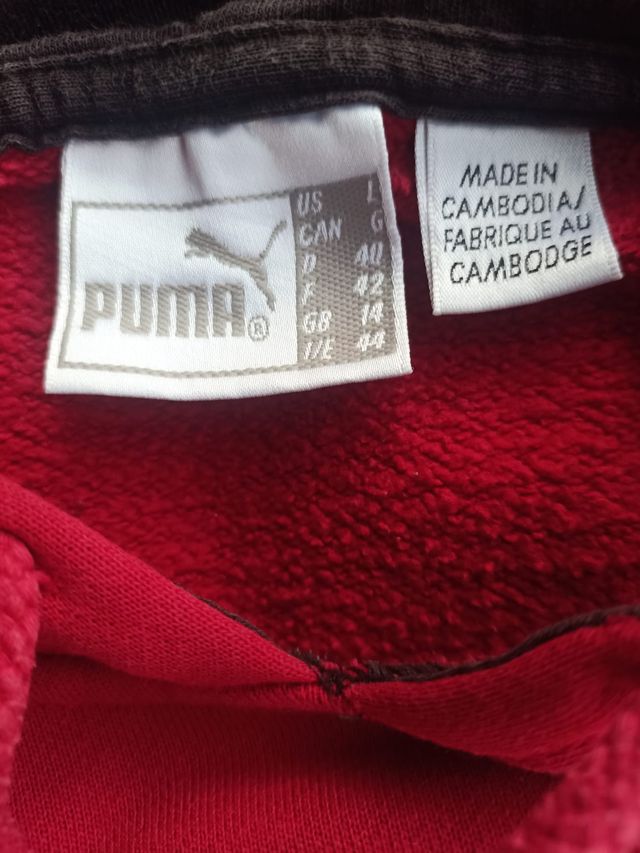 PUMA®
US L
CAN G
D 40
F 42
GB 14
I/E 44
MADE IN
CAMBODIA/
FABRIQUE AU
CAMBODGE